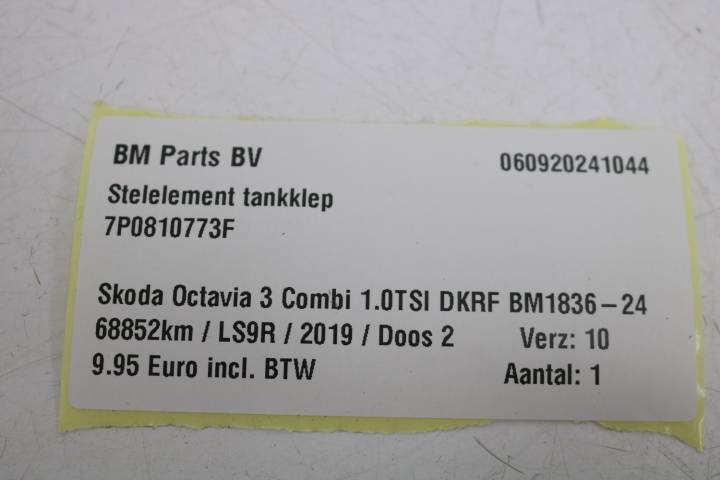 BM Parts BV 060920241044
Stelelement tankklep
7P0810773F
Skoda Octavia 3 Combi 1.0TSI DKRF BM1836-24
68852km / LS9R / 2019 / Doos 2 Verz: 10
9.95 Euro incl. BTW Aantal: 1